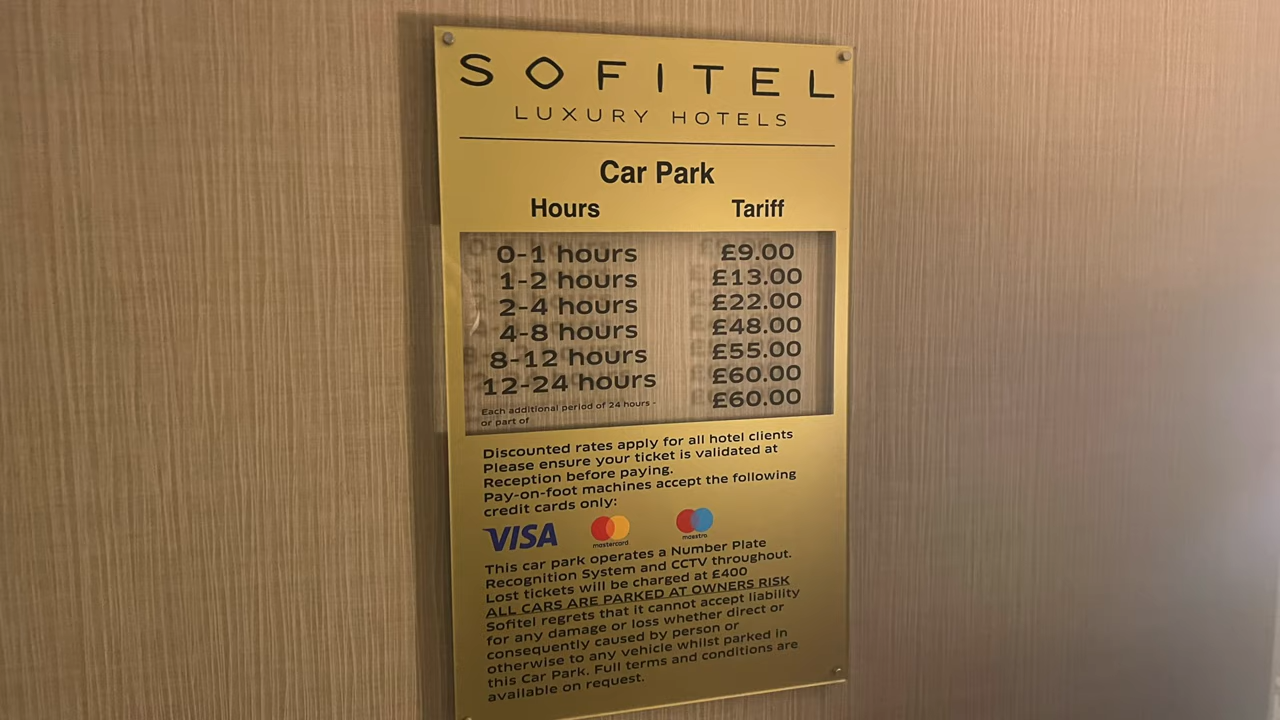 SOFITEL
LUXURY HOTELS
Car Park
Hours Tariff
0-1 hours £9.00
1-2 hours £13.00
2-4 hours £22.00
4-8 hours £48.00
8-12 hours £55.00
12-24 hours £60.00
Each additional period of 24 hours - £60.00
or part of
Discounted rates apply for all hotel clients
Please ensure your ticket is validated at
Reception before paying.
Pay-on-foot machines accept the following
credit cards only:
VISA mastercard maestro
This car park operates a Number Plate
Recognition System and CCTV throughout.
Lost tickets will be charged at £400
ALL CARS ARE PARKED AT OWNERS RISK
Sofitel regrets that it cannot accept liability
for any damage or loss whether direct or
consequently caused by person or
otherwise to any vehicle whilst parked in
this Car Park. Full terms and conditions are
available on request.